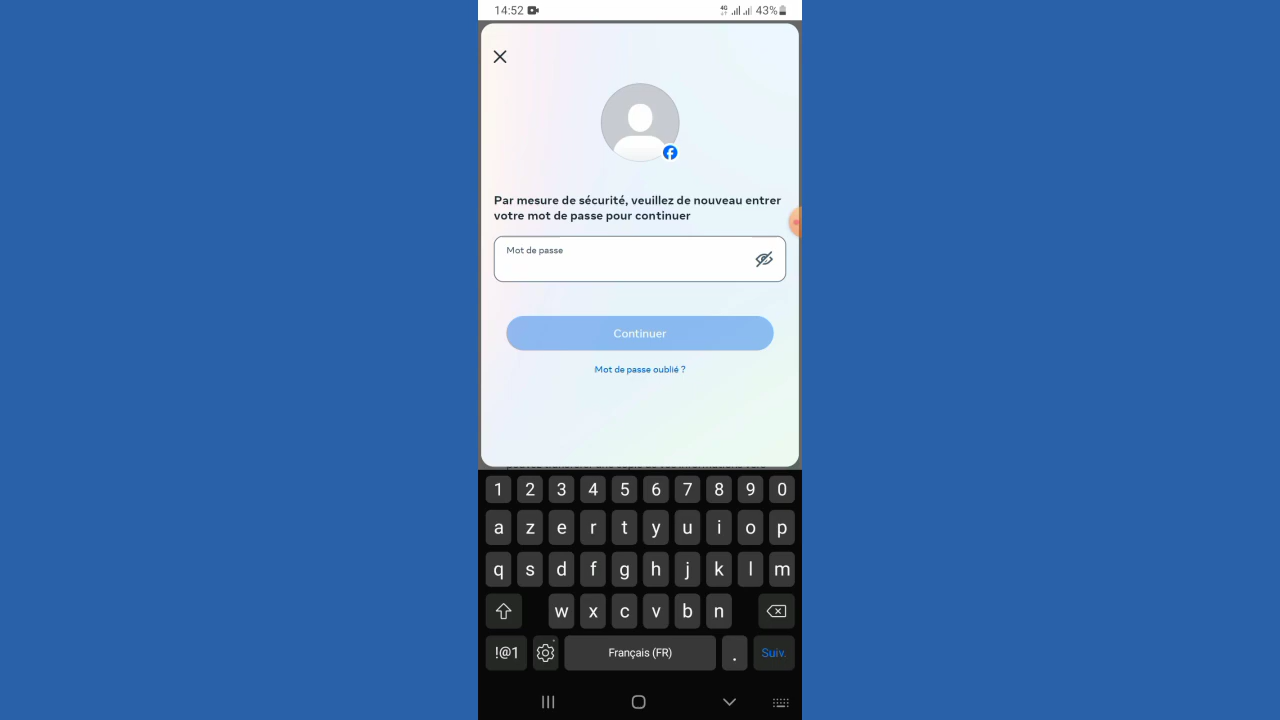 14:52
4G
43%
Par mesure de sécurité, veuillez de nouveau entrer
votre mot de passe pour continuer
Mot de passe
Continuer
Mot de passe oublié ?
1 2 3 4 5 6 7 8 9 0
a z e r t y u i o p
q s d f g h j k l m
w x c v b n
!@1 Français (FR) . Suiv.